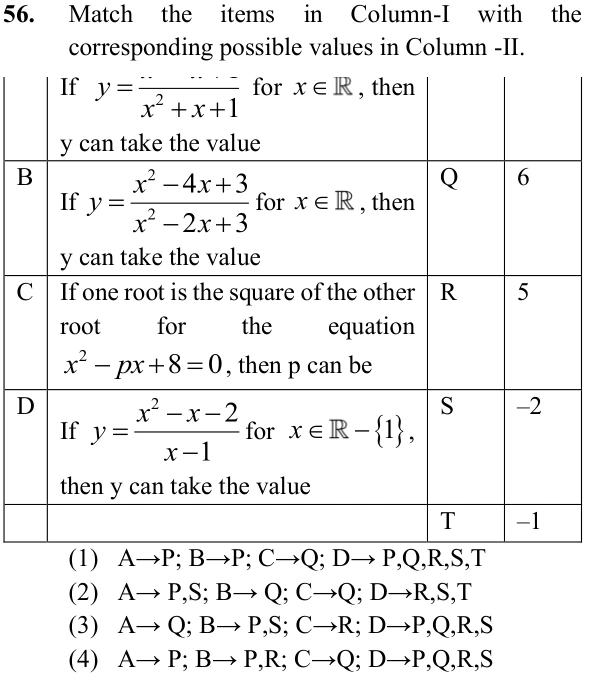 56. Match the items in Column-I with the
corresponding possible values in Column -II.
If y = / x² + x + 1 for x ∈ ℝ, then
y can take the value
B If y = (x² – 4x + 3) / (x² – 2x + 3) for x ∈ ℝ, then Q 6
y can take the value
C If one root is the square of the other R 5
root for the equation
x² – px + 8 = 0, then p can be
D If y = (x² – x – 2) / (x – 1) for x ∈ ℝ – {1}, S –2
then y can take the value
T –1
(1) A→P; B→P; C→Q; D→ P,Q,R,S,T
(2) A→ P,S; B→ Q; C→Q; D→R,S,T
(3) A→ Q; B→ P,S; C→R; D→P,Q,R,S
(4) A→ P; B→ P,R; C→Q; D→P,Q,R,S